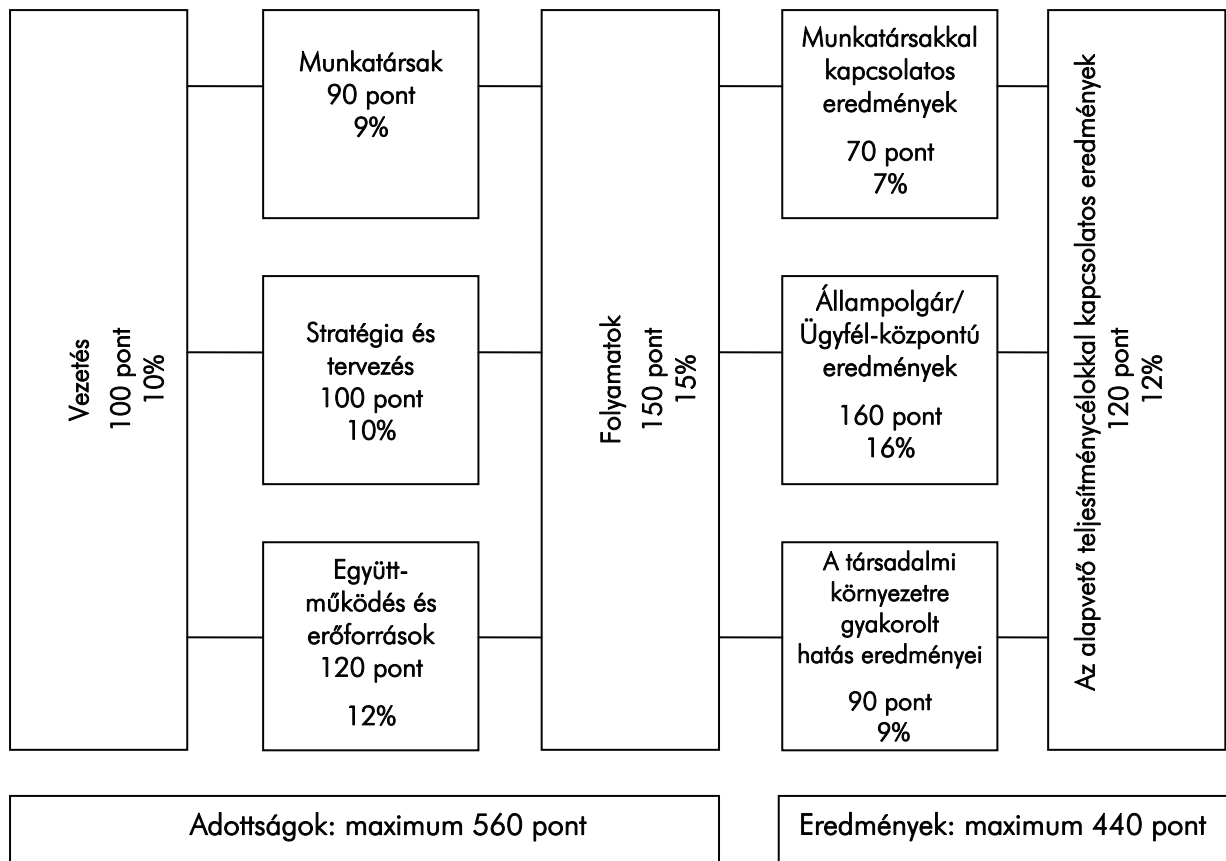 Vezetés
100 pont
10%
Munkatársak
90 pont
9%
Stratégia és
tervezés
100 pont
10%
Együtt-
működés és
erőforrások
120 pont
12%
Folyamatok
150 pont
15%
Munkatársakkal
kapcsolatos
eredmények
70 pont
7%
Állampolgár/
Ügyfél-központú
eredmények
160 pont
16%
A társadalmi
környezetre
gyakorolt
hatás eredményei
90 pont
9%
Az alapvető teljesítménycélokkal kapcsolatos eredmények
120 pont
12%
Adottságok: maximum 560 pont
Eredmények: maximum 440 pont